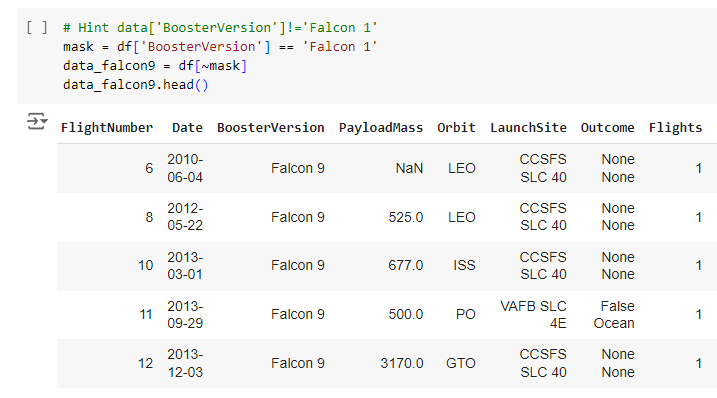 [ ] # Hint data['BoosterVersion']!='Falcon 1'
mask = df['BoosterVersion'] == 'Falcon 1'
data_falcon9 = df[~mask]
data_falcon9.head()
FlightNumber Date BoosterVersion PayloadMass Orbit LaunchSite Outcome Flights
6 2010-06-04 Falcon 9 NaN LEO CCSFS SLC 40 None None 1
8 2012-05-22 Falcon 9 525.0 LEO CCSFS SLC 40 None None 1
10 2013-03-01 Falcon 9 677.0 ISS CCSFS SLC 40 None None 1
11 2013-09-29 Falcon 9 500.0 PO VAFB SLC 4E False Ocean 1
12 2013-12-03 Falcon 9 3170.0 GTO CCSFS SLC 40 None None 1